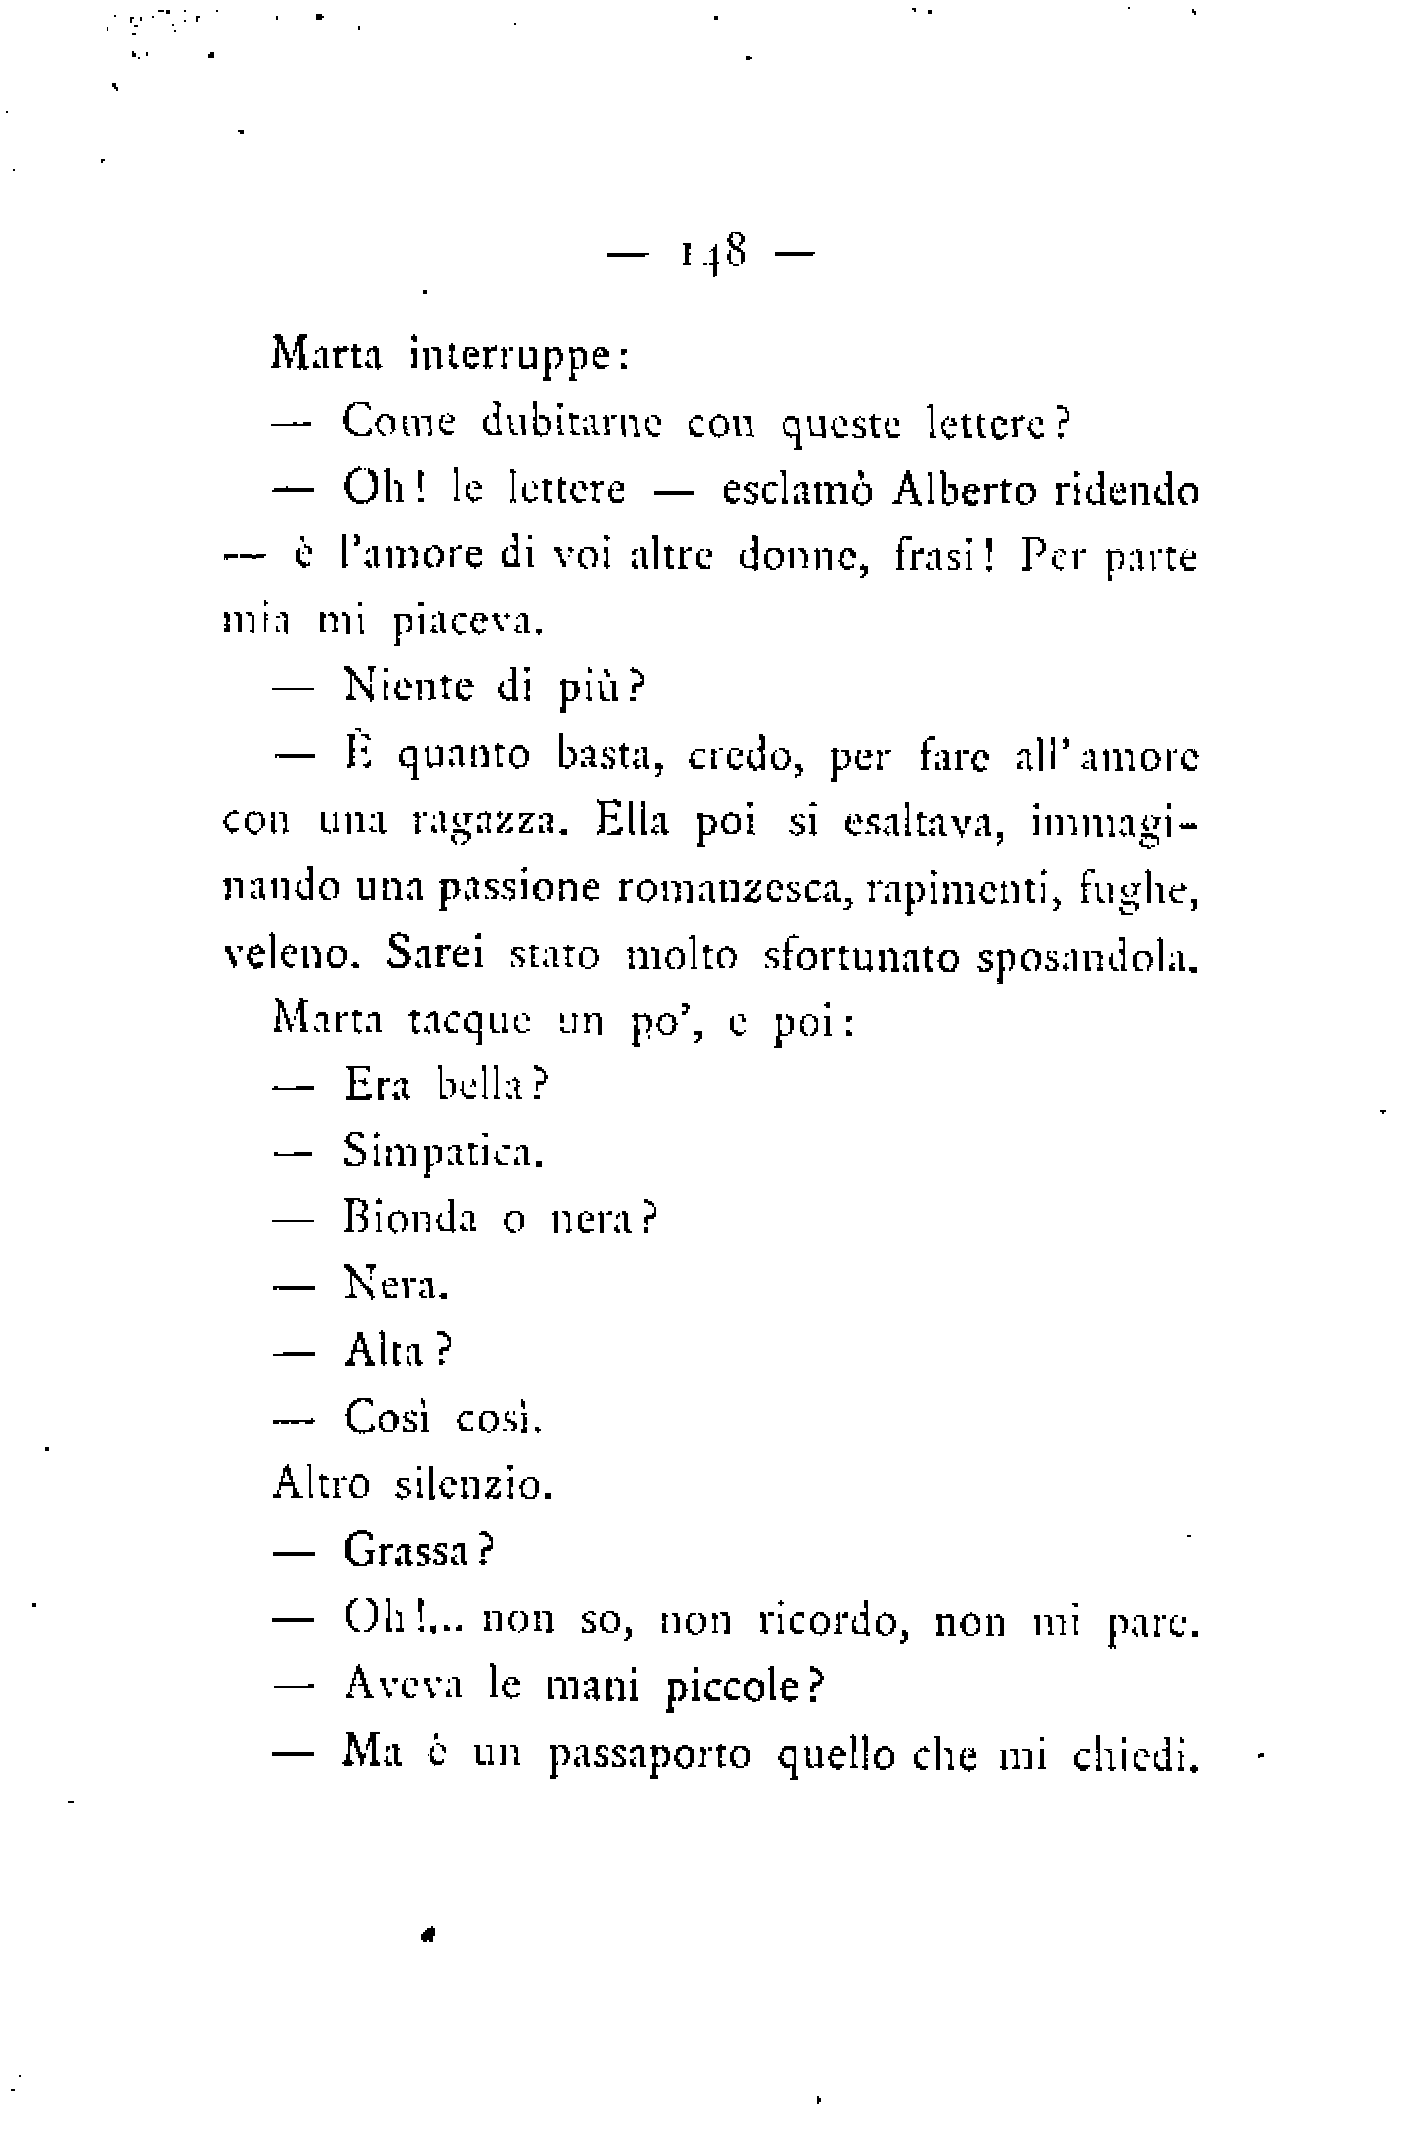 — 148 —
Marta interruppe:
— Come dubitarne con queste lettere?
— Oh! le lettere — esclamò Alberto ridendo
— è l'amore di voi altre donne, frasi! Per parte
mia mi piaceva.
— Niente di più?
— È quanto basta, credo, per fare all'amore
con una ragazza. Ella poi si esaltava, immagi-
nando una passione romanzesca, rapimenti, fughe,
veleno. Sarei stato molto sfortunato sposandola.
Marta tacque un po', e poi:
— Era bella?
— Simpatica.
— Bionda o nera?
— Nera.
— Alta?
— Così così.
Altro silenzio.
— Grassa?
— Oh!... non so, non ricordo, non mi pare.
— Aveva le mani piccole?
— Ma è un passaporto quello che mi chiedi.